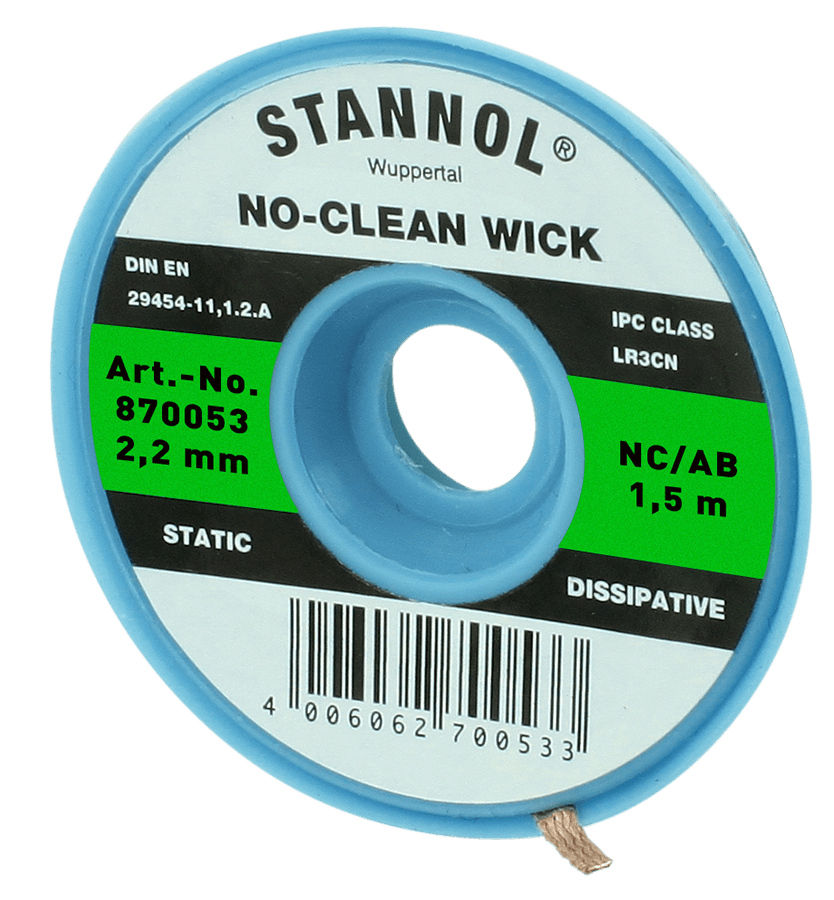 STANNOL®
Wuppertal
NO-CLEAN WICK
DIN EN
29454-11,1.2.A
IPC CLASS
LR3CN
Art.-No.
870053
2,2 mm
NC/AB
1,5 m
STATIC
DISSIPATIVE
4 006062 700533